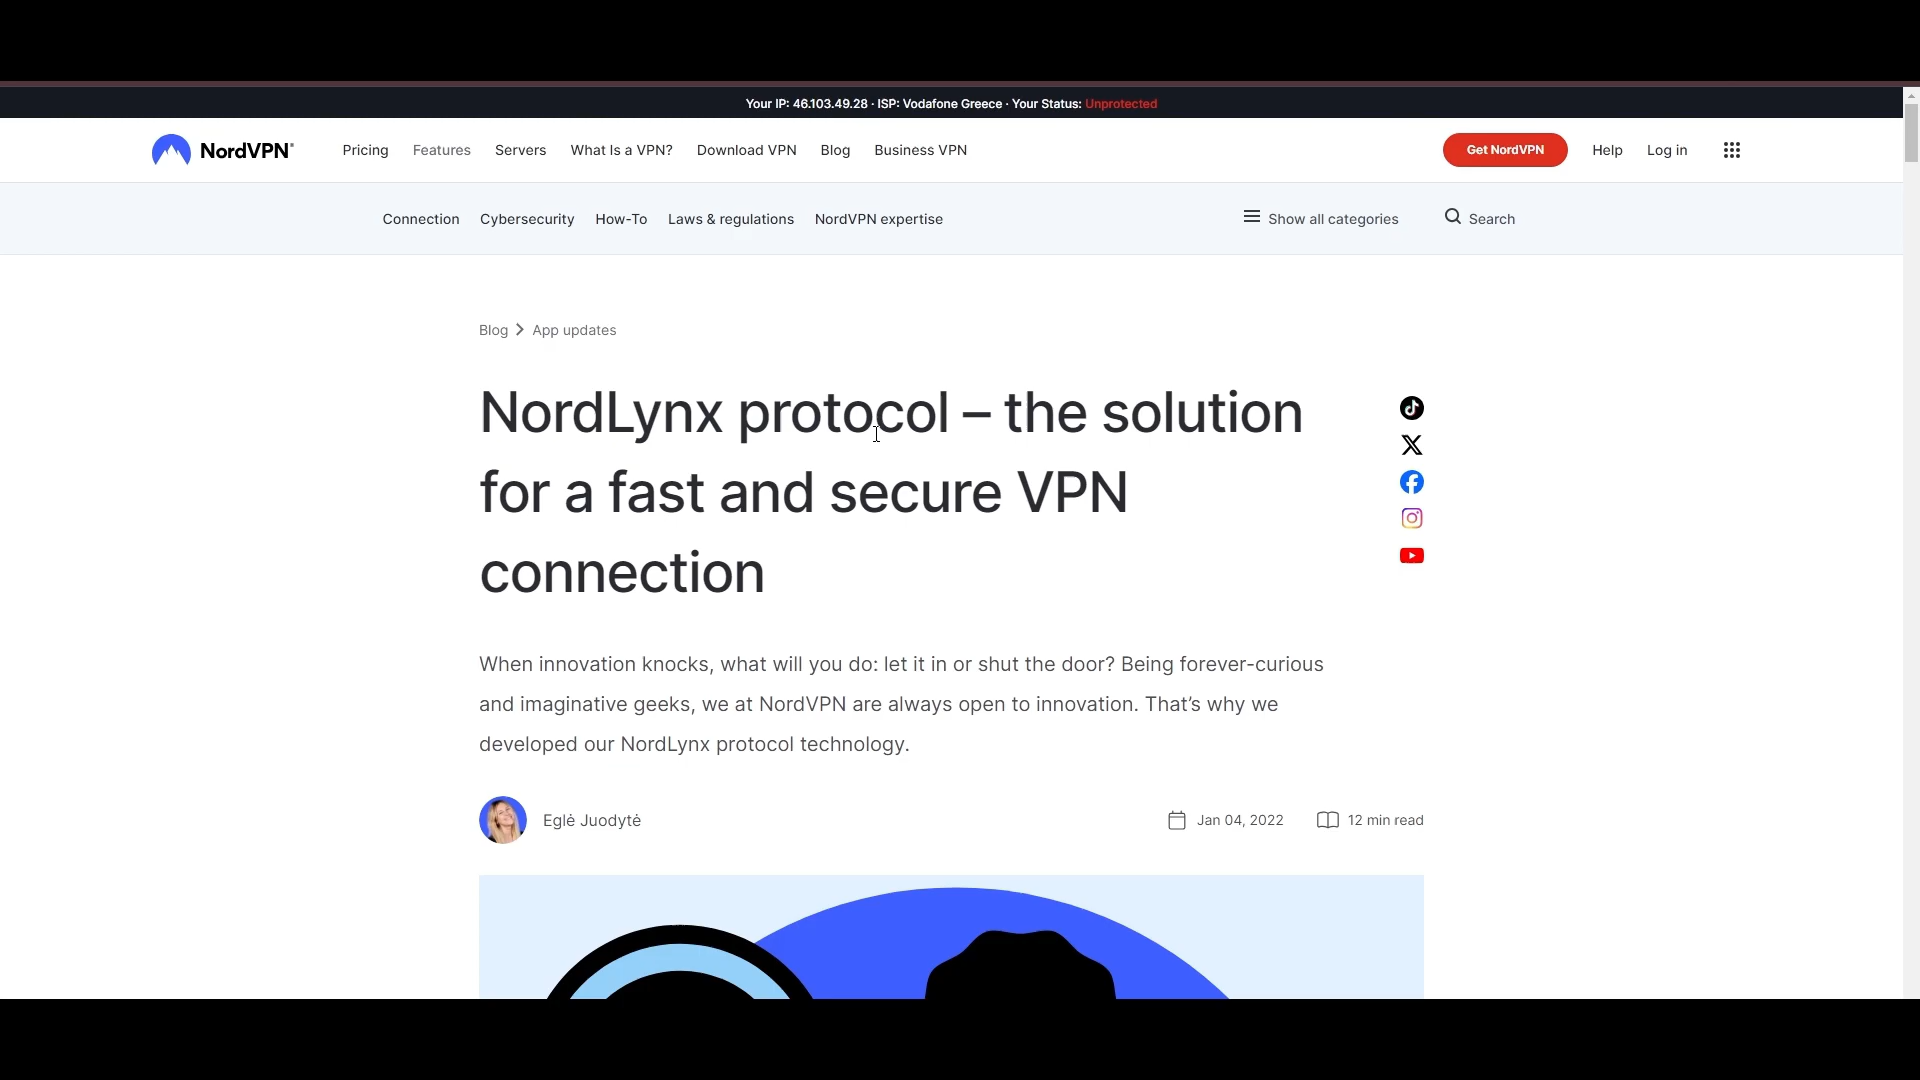 Your IP: 46.103.49.28 · ISP: Vodafone Greece · Your Status: Unprotected
NordVPN®
Pricing
Features
Servers
What Is a VPN?
Download VPN
Blog
Business VPN
Get NordVPN
Help
Log in
Connection
Cybersecurity
How-To
Laws & regulations
NordVPN expertise
Show all categories
Search
Blog
App updates
NordLynx protocol – the solution
for a fast and secure VPN
connection
When innovation knocks, what will you do: let it in or shut the door? Being forever-curious
and imaginative geeks, we at NordVPN are always open to innovation. That’s why we
developed our NordLynx protocol technology.
Eglė Juodytė
Jan 04, 2022
12 min read